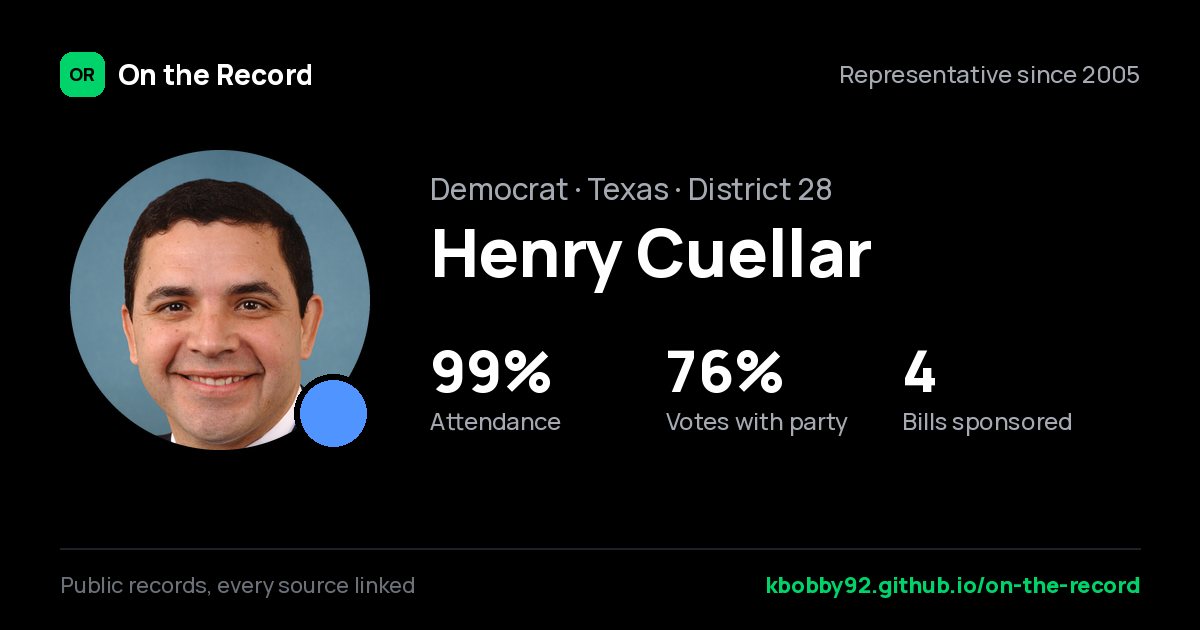 OR On the Record
Representative since 2005
Democrat · Texas · District 28
Henry Cuellar
99% 76% 4
Attendance Votes with party Bills sponsored
Public records, every source linked
kbobby92.github.io/on-the-record